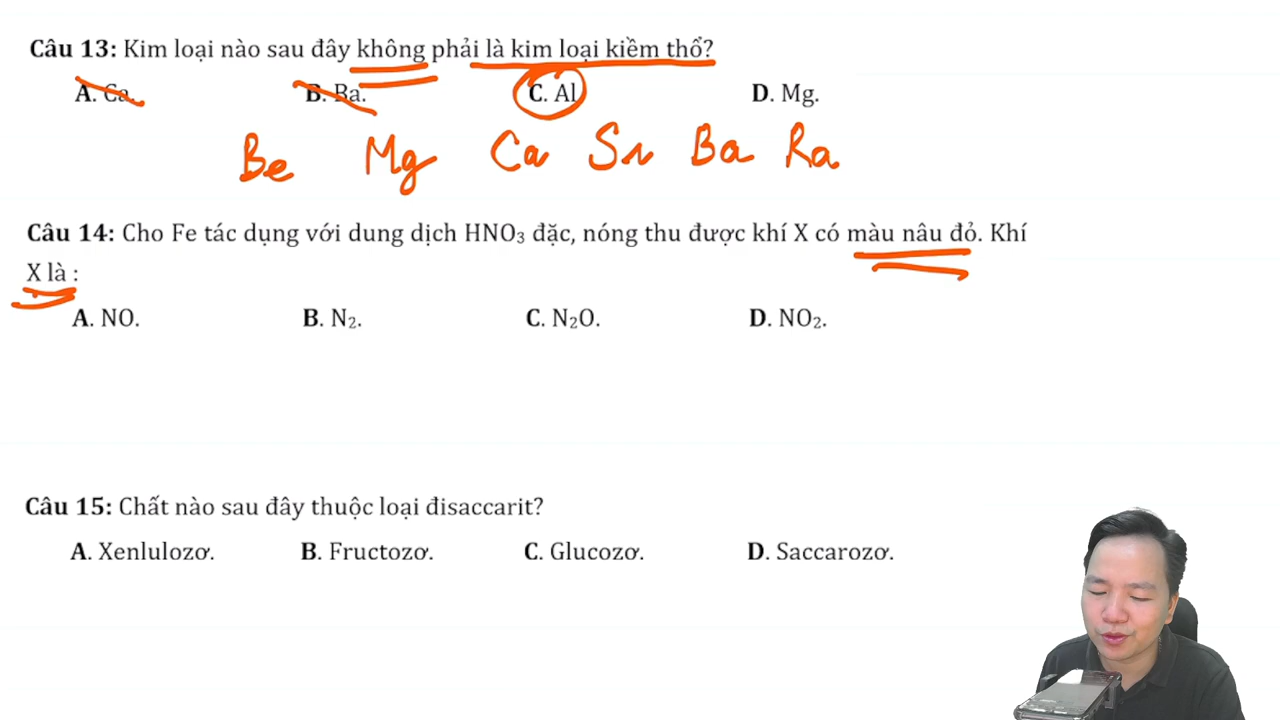 Câu 13: Kim loại nào sau đây không phải là kim loại kiềm thổ?
A. Ca. B. Ba. C. Al D. Mg.
Be Mg Ca Sr Ba Ra
Câu 14: Cho Fe tác dụng với dung dịch HNO₃ đặc, nóng thu được khí X có màu nâu đỏ. Khí
X là :
A. NO. B. N₂. C. N₂O. D. NO₂.
Câu 15: Chất nào sau đây thuộc loại đisaccarit?
A. Xenlulozơ. B. Fructozơ. C. Glucozơ. D. Saccarozơ.